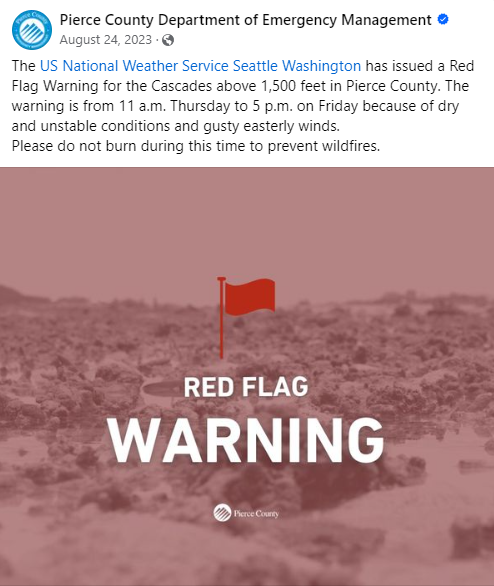 Pierce County Department of Emergency Management
August 24, 2023 ·
The US National Weather Service Seattle Washington has issued a Red
Flag Warning for the Cascades above 1,500 feet in Pierce County. The
warning is from 11 a.m. Thursday to 5 p.m. on Friday because of dry
and unstable conditions and gusty easterly winds.
Please do not burn during this time to prevent wildfires.
RED FLAG
WARNING
Pierce County